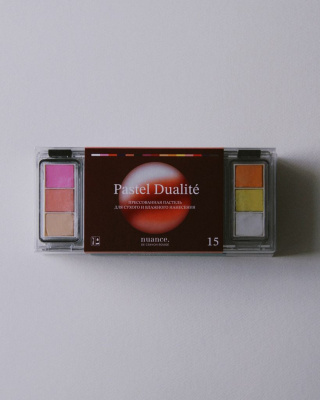 Pastel Dualité
ПРЕССОВАННАЯ ПАСТЕЛЬ
ДЛЯ СУХОГО И ВЛАЖНОГО НАНЕСЕНИЯ
nuance.
15